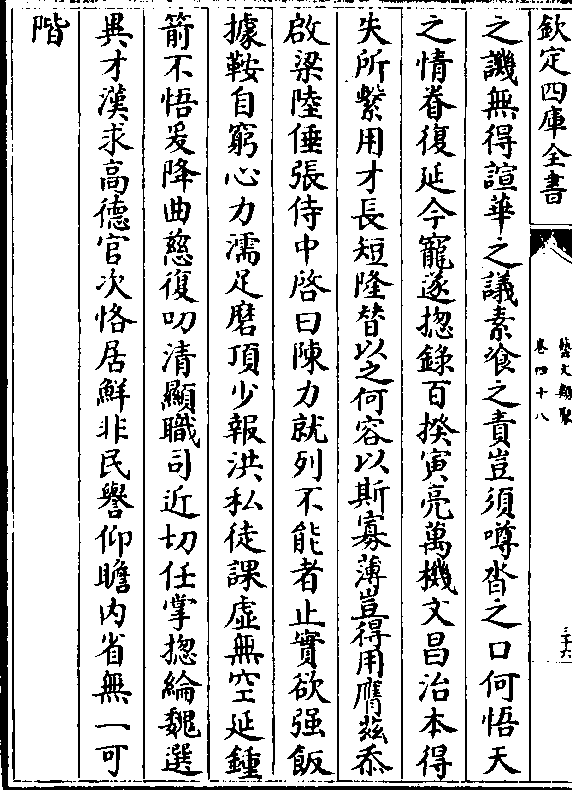 欽定四庫全書
藝文類聚
卷四十八
三十六
之譏無得諠華之議素飡之責豈須噂沓之口何悟天
之情眷復延今寵遂揔錄百揆寅亮萬機文昌治本得
失所繫用才長短隆替以之何容以斯寡薄豈得用膺茲忝
啟梁陸倕張侍中啓曰陳力就列不能者止實欲强飯
據鞍自窮心力濡足磨頂少報洪私徒課虛無空延鍾
箭不悟爰降曲慈復叨清顯職司近切任掌揔綸魏選
異才漢求高德官次恪居鮮非民譽仰瞻內省無一可
階